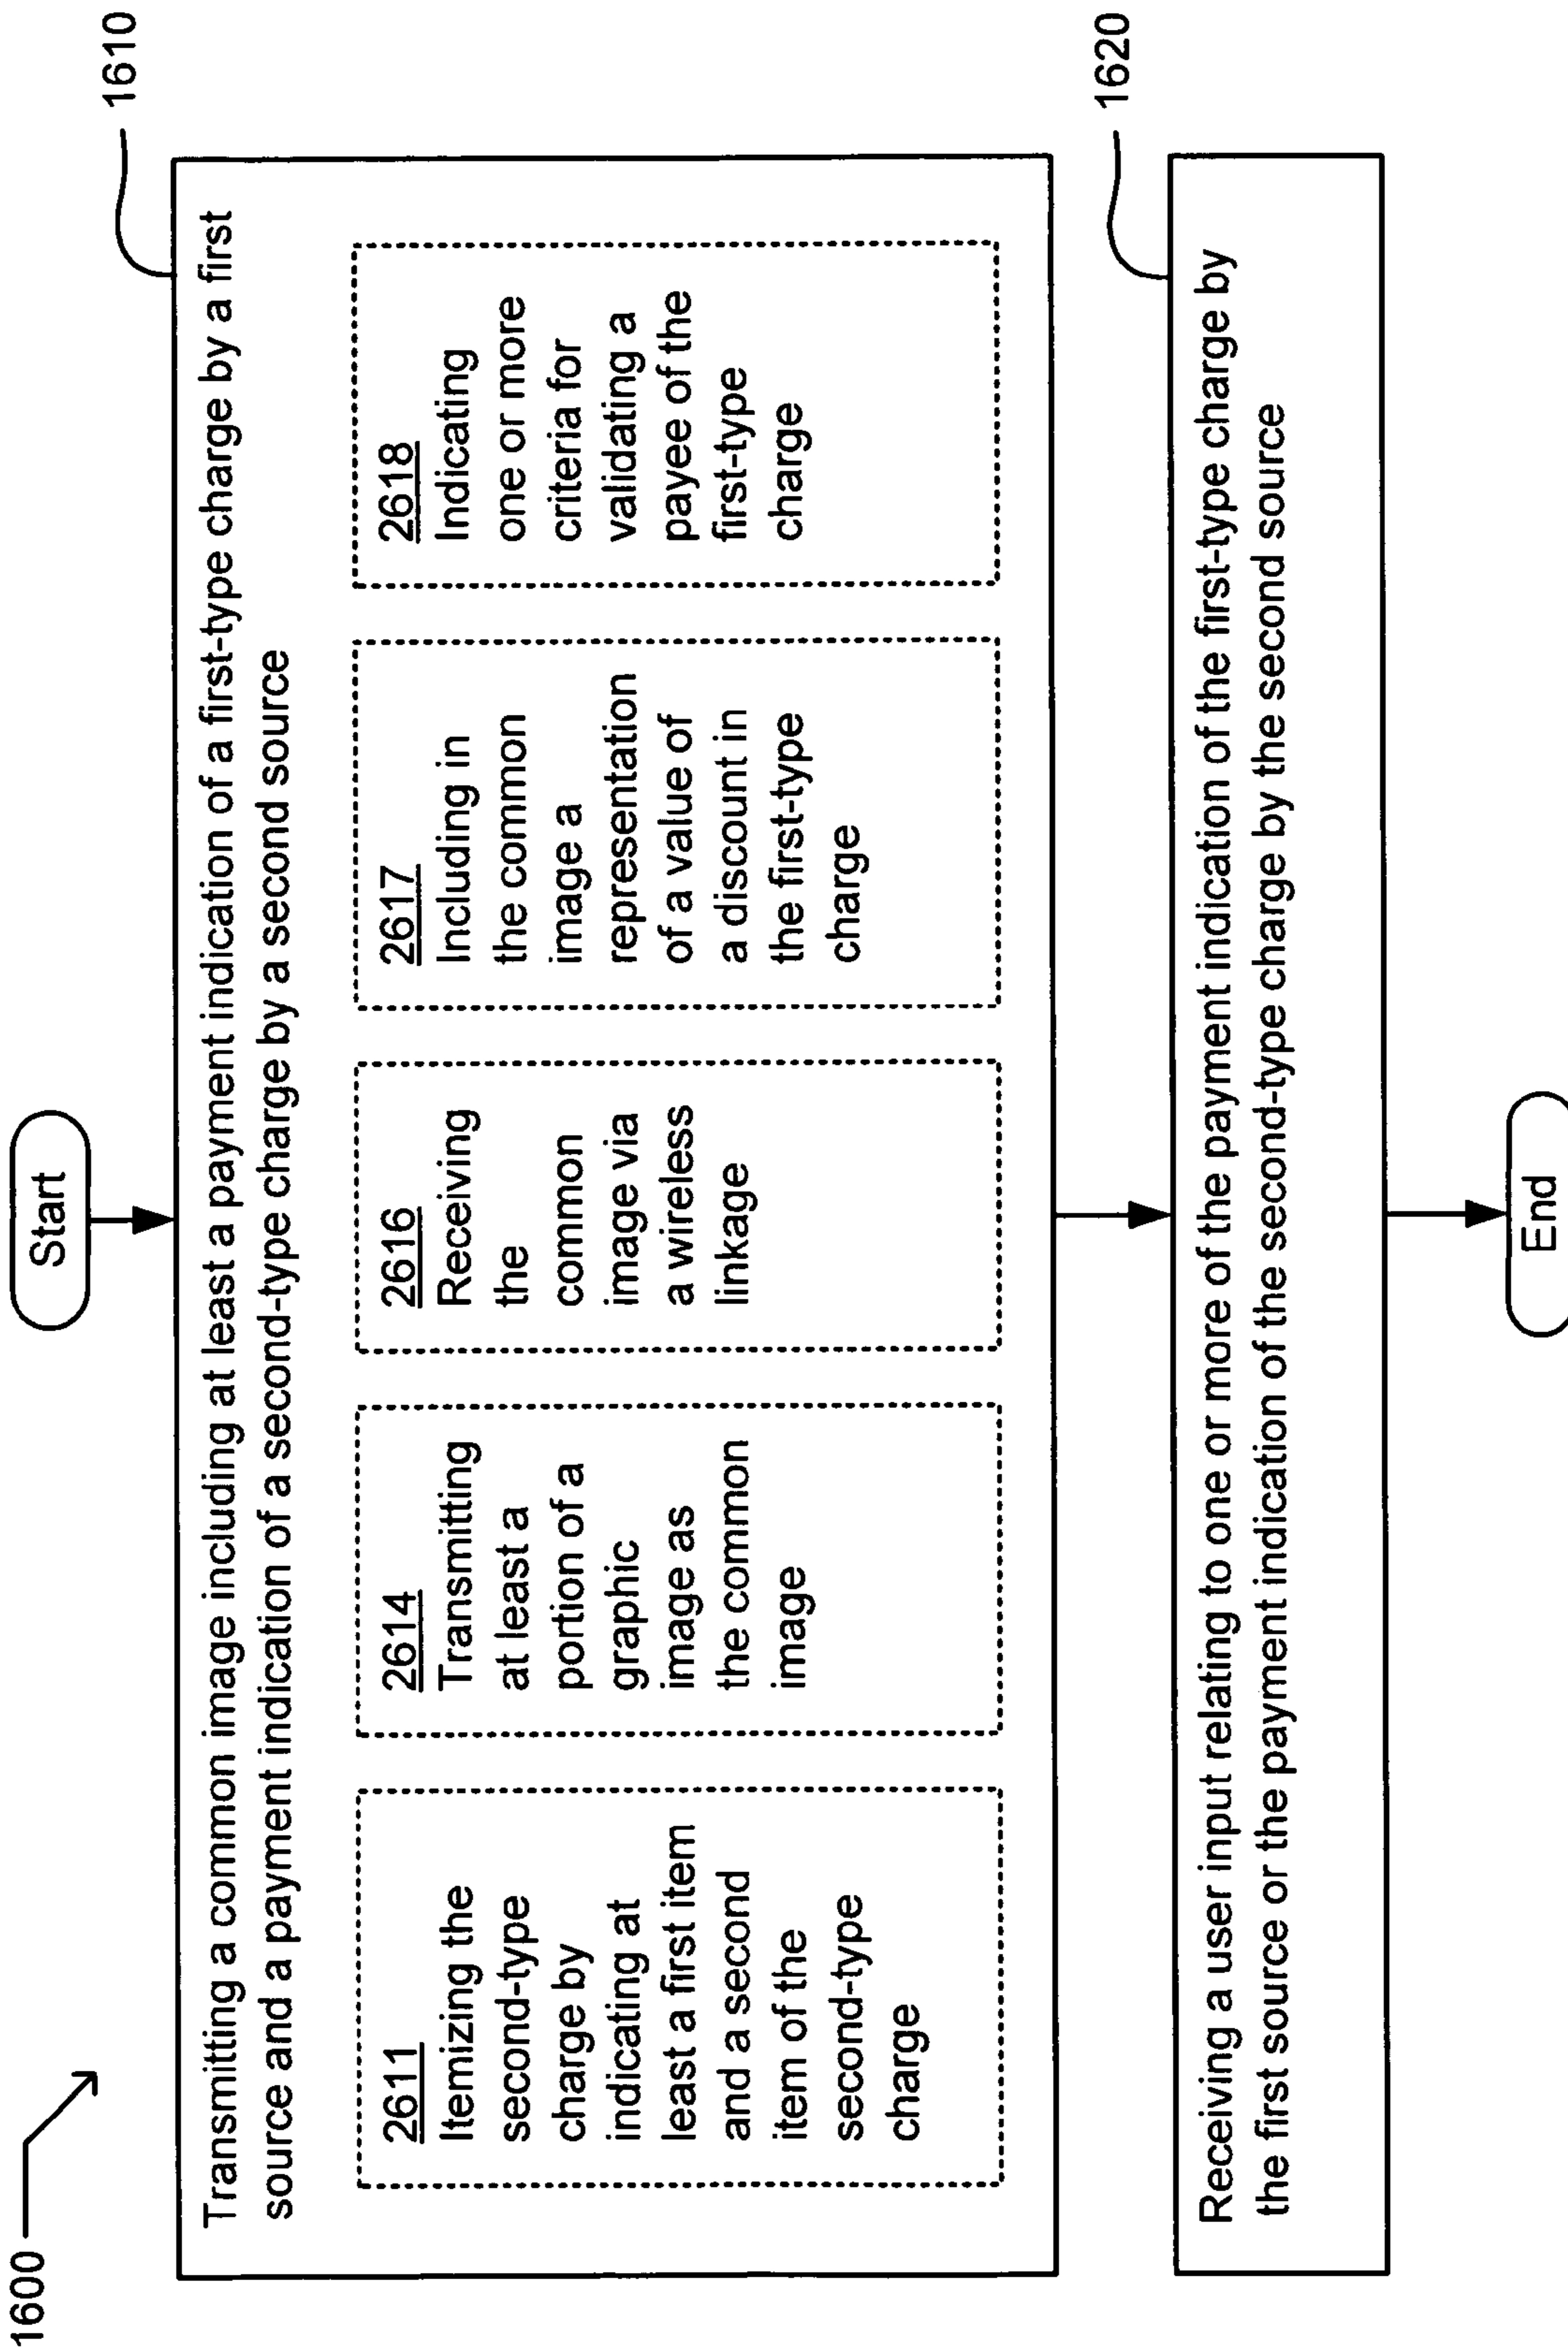 1600
Start
1610
Transmitting a common image including at least a payment indication of a first-type charge by a first
source and a payment indication of a second-type charge by a second source
2611
Itemizing the
second-type
charge by
indicating at
least a first item
and a second
item of the
second-type
charge
2614
Transmitting
at least a
portion of a
graphic
image as
the common
image
2616
Receiving
the
common
image via
a wireless
linkage
2617
Including in
the common
image a
representation
of a value of
a discount in
the first-type
charge
2618
Indicating
one or more
criteria for
validating a
payee of the
first-type
charge
1620
Receiving a user input relating to one or more of the payment indication of the first-type charge by
the first source or the payment indication of the second-type charge by the second source
End